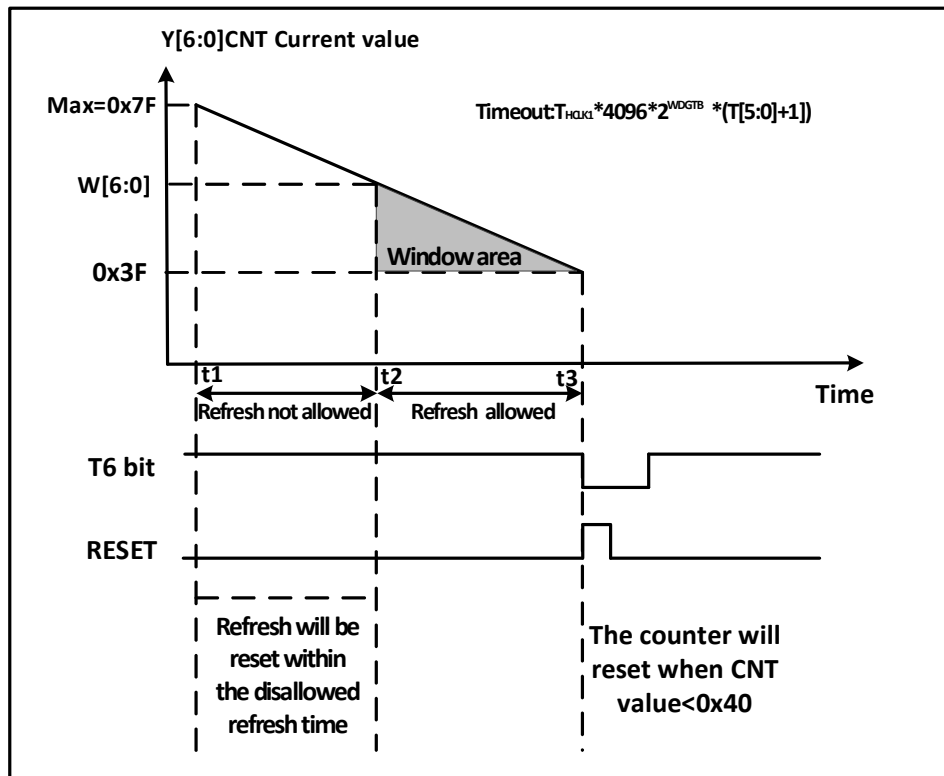 Y[6:0]CNT Current value
Max=0x7F
Timeout:THCLK1*4096*2WDGTB *(T[5:0]+1])
W[6:0]
Window area
0x3F
t1
t2
t3
Time
Refresh not allowed
Refresh allowed
T6 bit
RESET
Refresh will be
reset within
the disallowed
refresh time
The counter will
reset when CNT
value<0x40